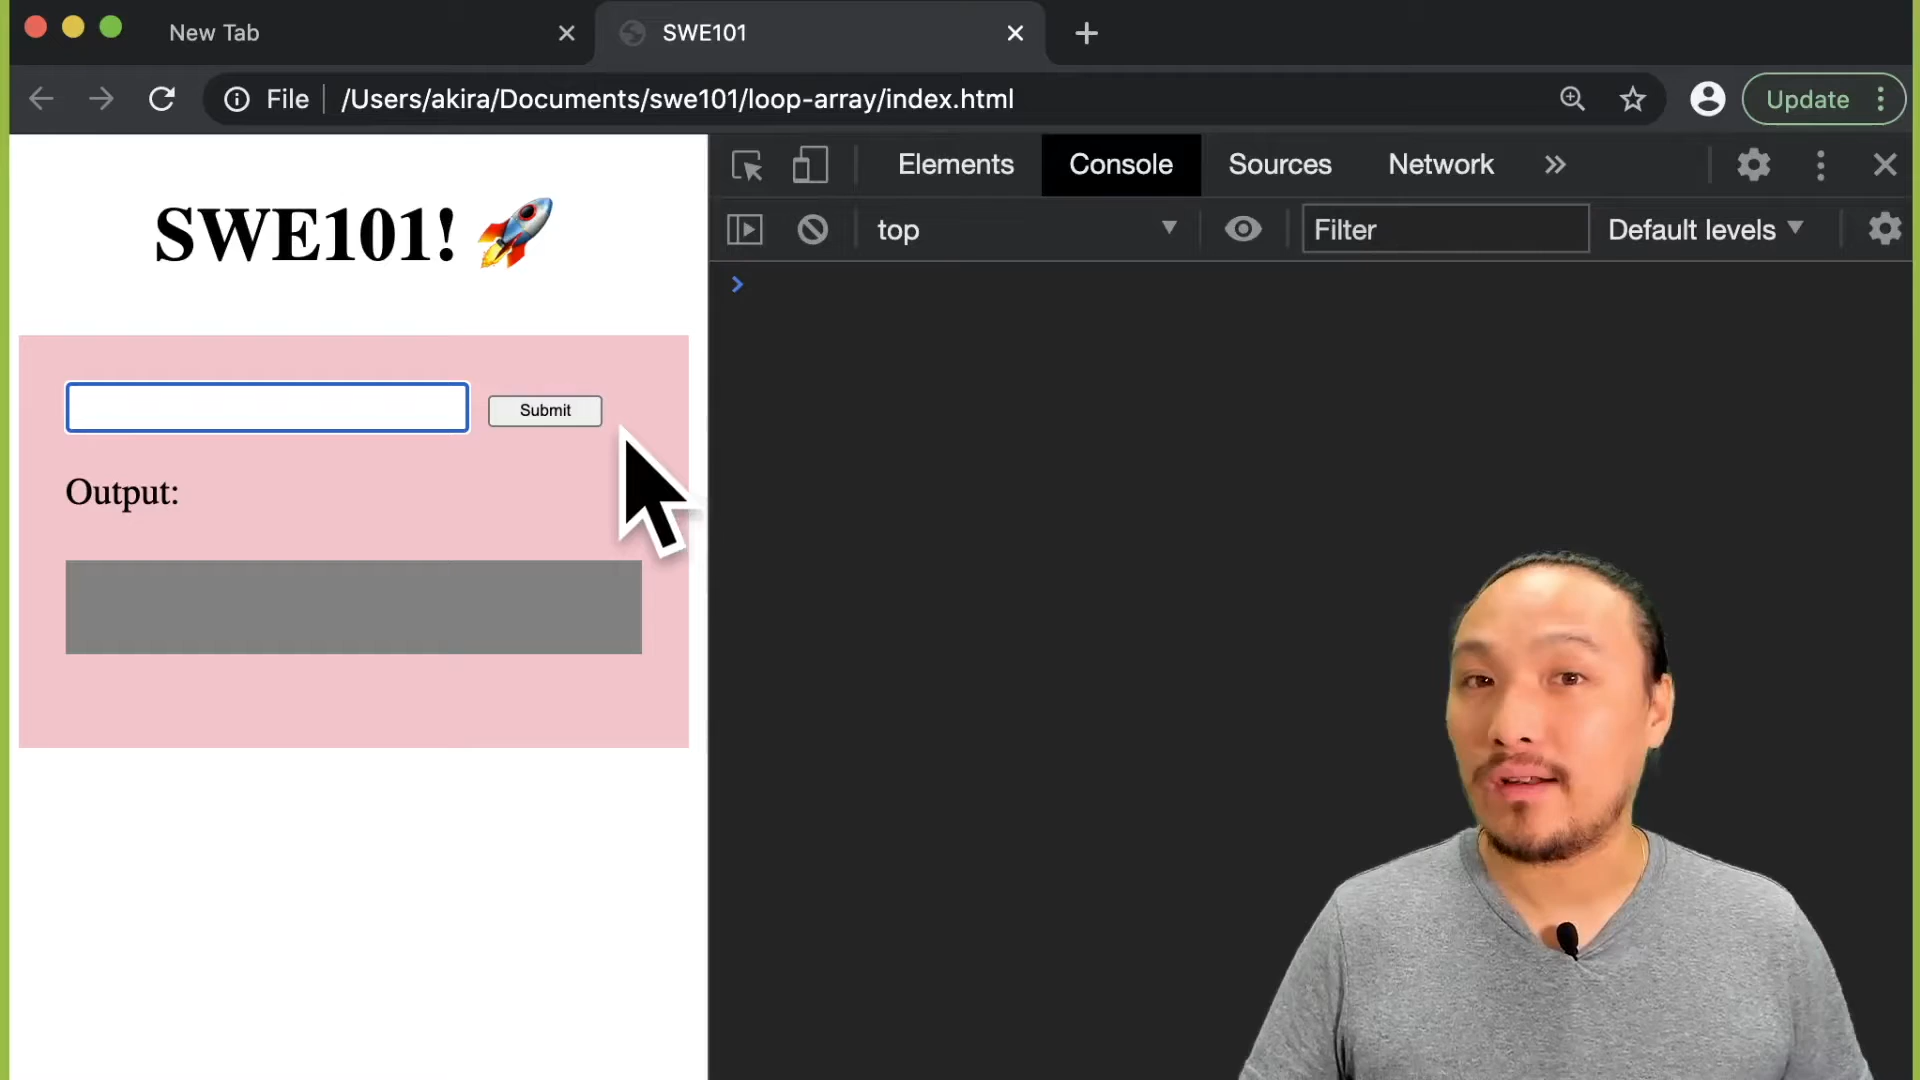 New Tab
SWE101
File
/Users/akira/Documents/swe101/loop-array/index.html
Update
Elements
Console
Sources
Network
top
Filter
Default levels
SWE101! 🚀
Submit
Output: